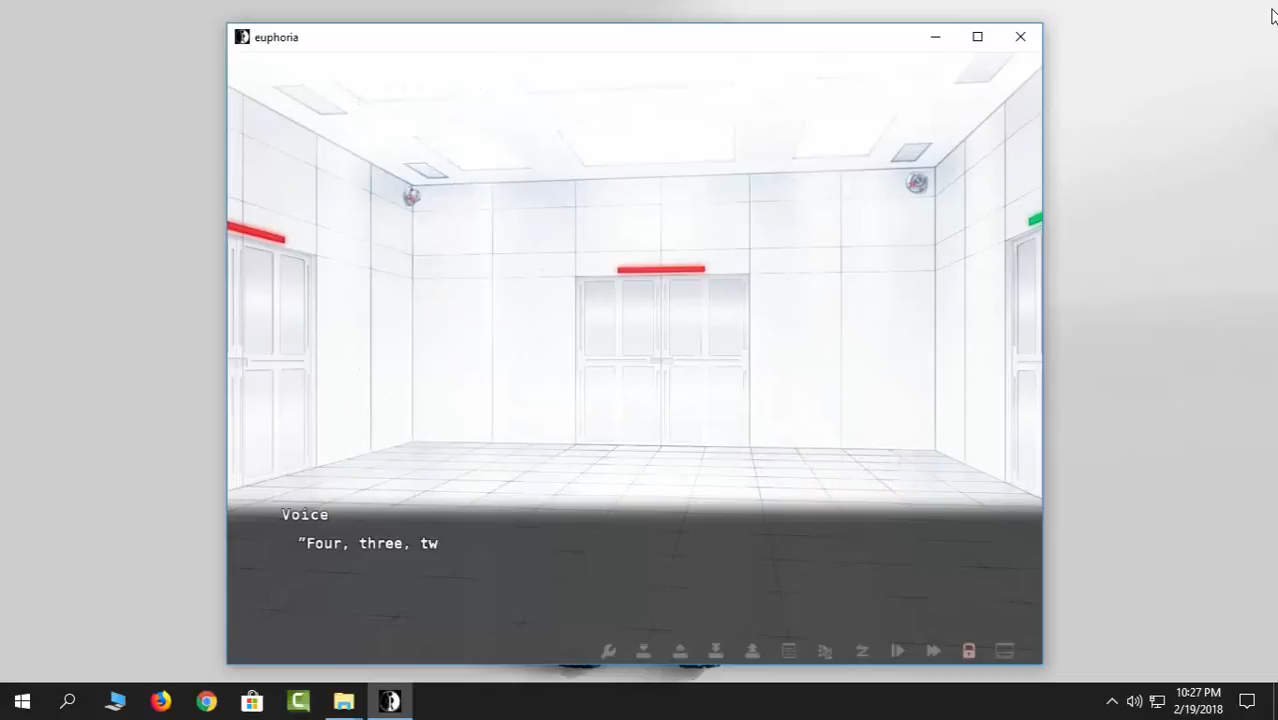 euphoria
Voice
"Four, three, tw
10:27 PM
2/19/2018